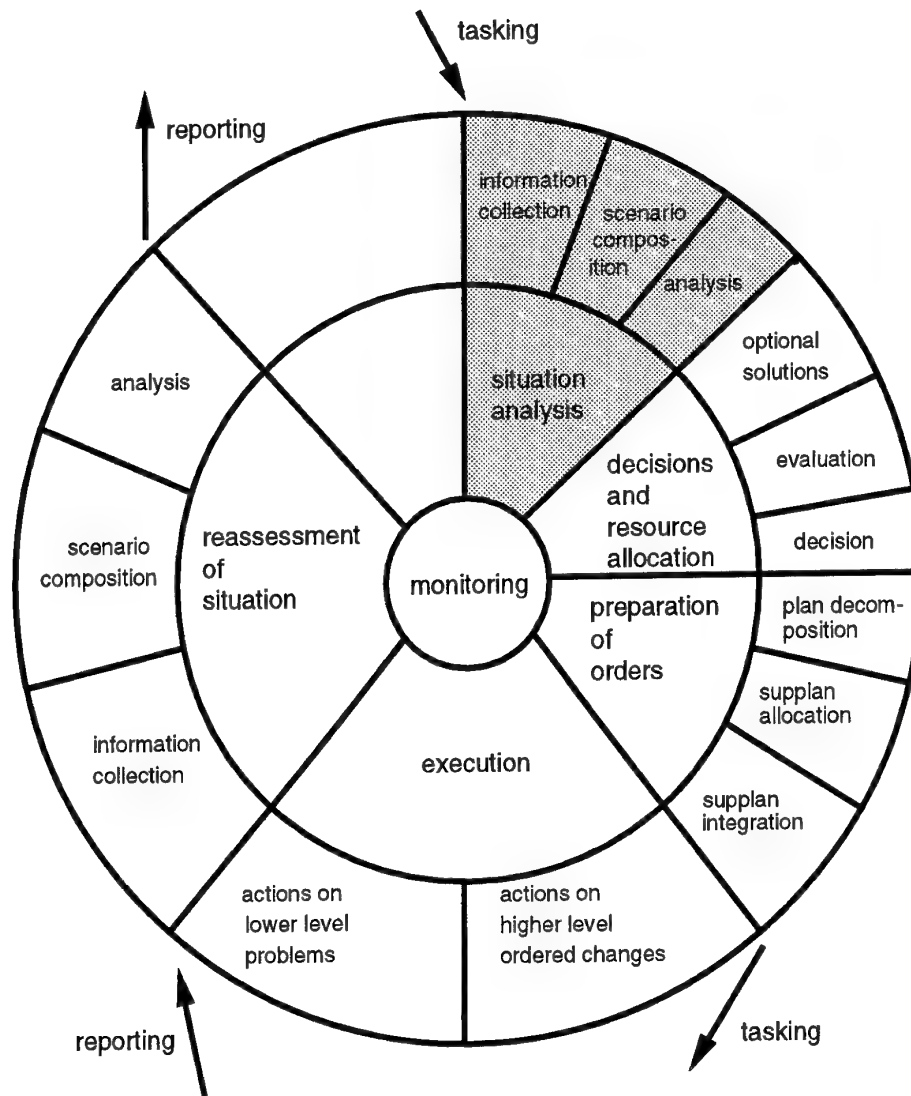 tasking
reporting
information
collection
scenario
compos-
ition
analysis
situation
analysis
optional
solutions
evaluation
decision
decisions
and
resource
allocation
monitoring
preparation
of
orders
plan decom-
position
supplan
allocation
supplan
integration
execution
actions on
higher level
ordered changes
actions on
lower level
problems
reassessment
of
situation
information
collection
scenario
composition
analysis
reporting
tasking